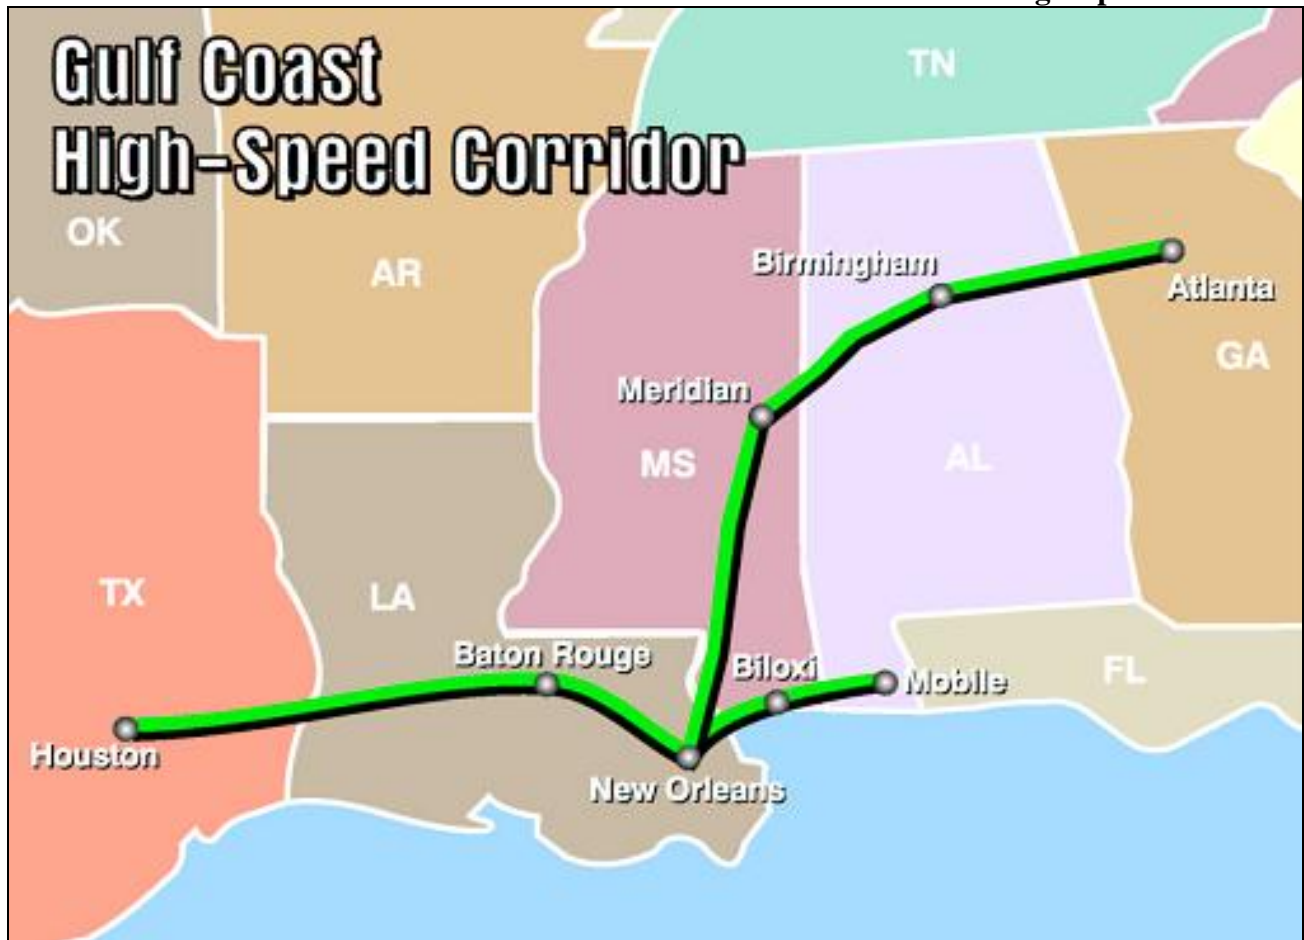 Gulf Coast
High-Speed Corridor
TN
OK
AR
Birmingham
Atlanta
GA
Meridian
MS
AL
TX
LA
Baton Rouge
Biloxi
Mobile
FL
Houston
New Orleans